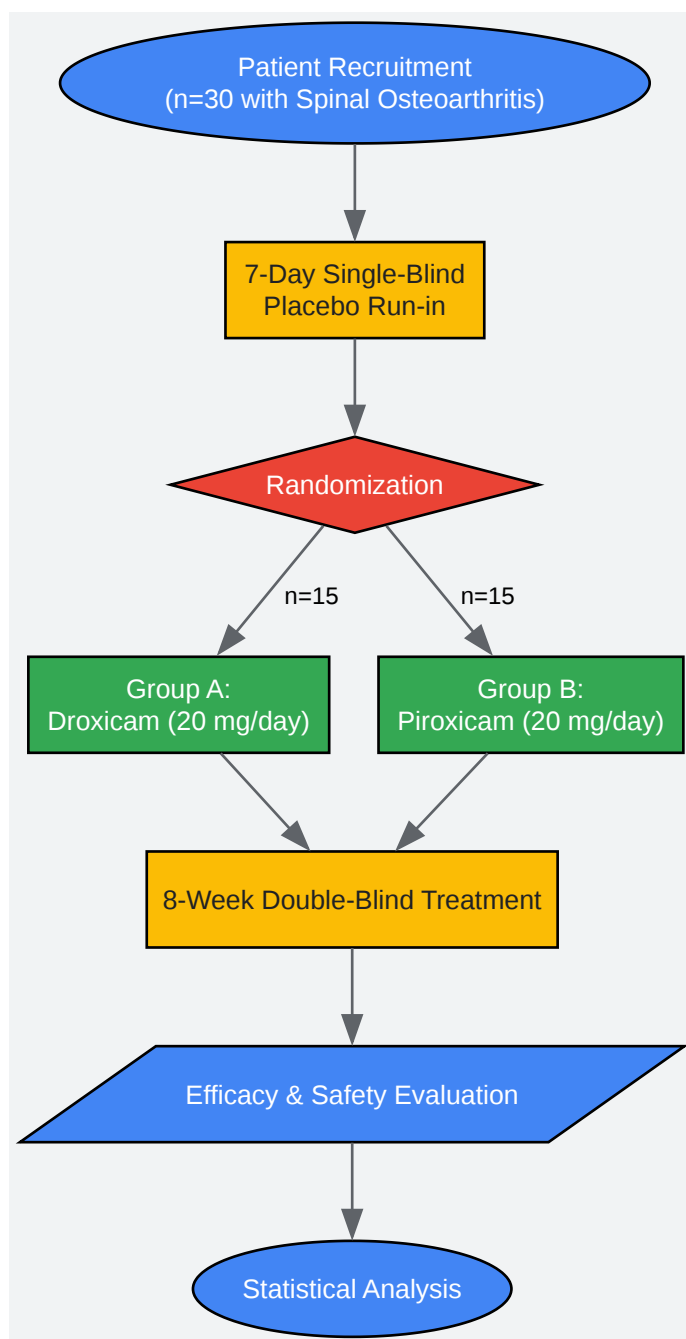 Patient Recruitment
(n=30 with Spinal Osteoarthritis)
7-Day Single-Blind
Placebo Run-in
Randomization
n=15
n=15
Group A:
Droxicam (20 mg/day)
Group B:
Piroxicam (20 mg/day)
8-Week Double-Blind Treatment
Efficacy & Safety Evaluation
Statistical Analysis